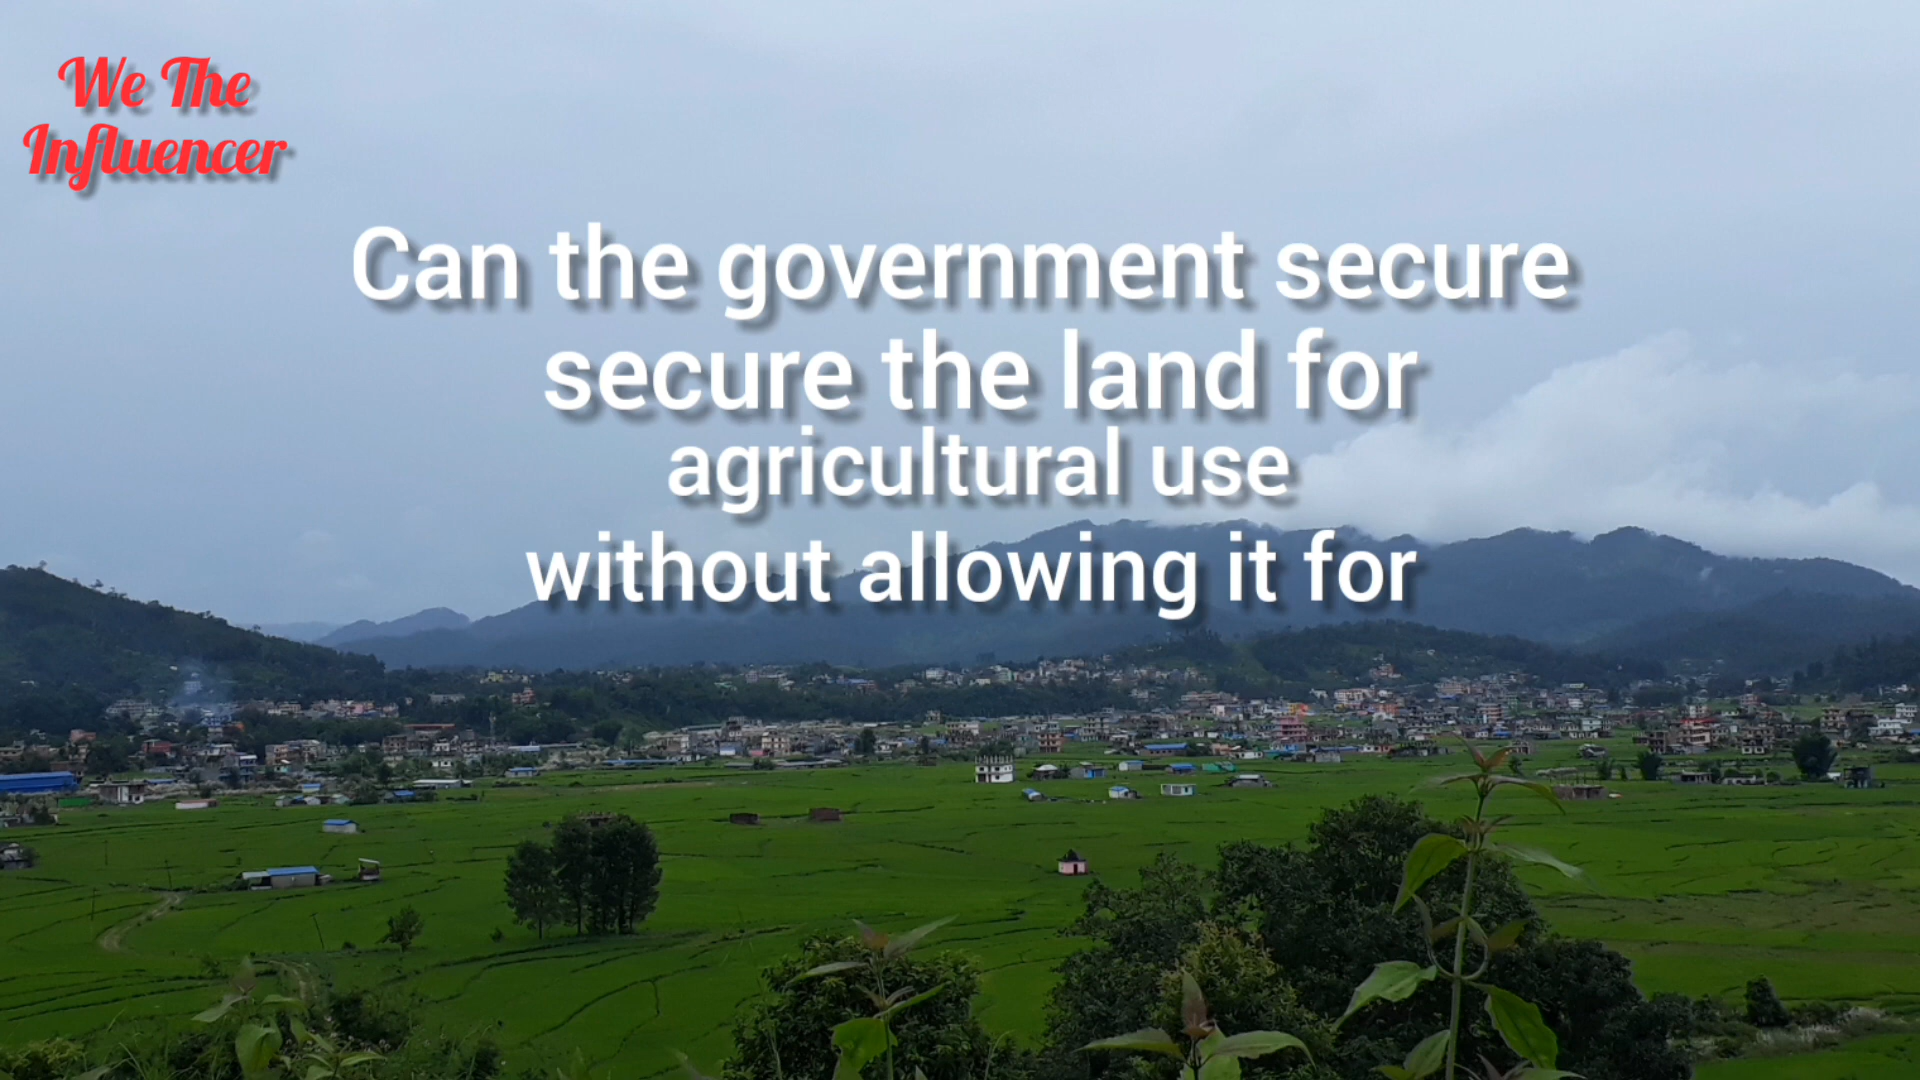 We The
Influencer
Can the government secure
secure the land for
agricultural use
without allowing it for